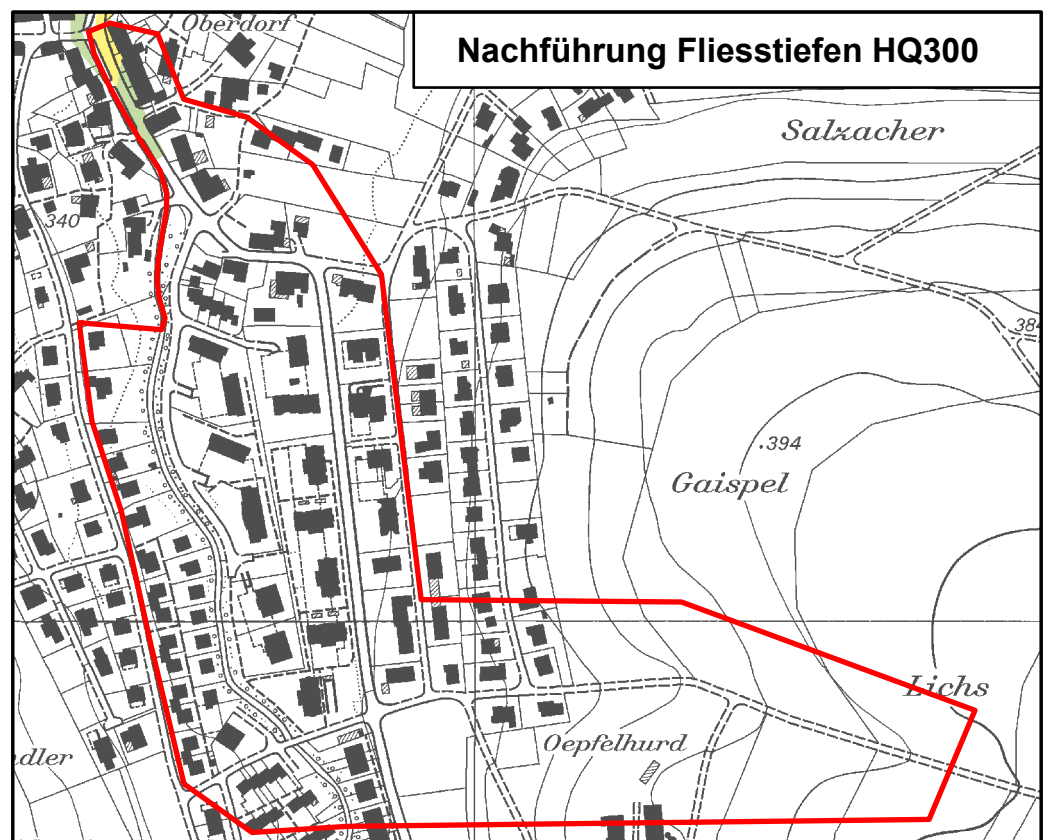 Nachführung Fliesstiefen HQ300
Oberdorf
Salzacher
340
384
.394
Gaispel
Lichs
Oepfelhurd
dler